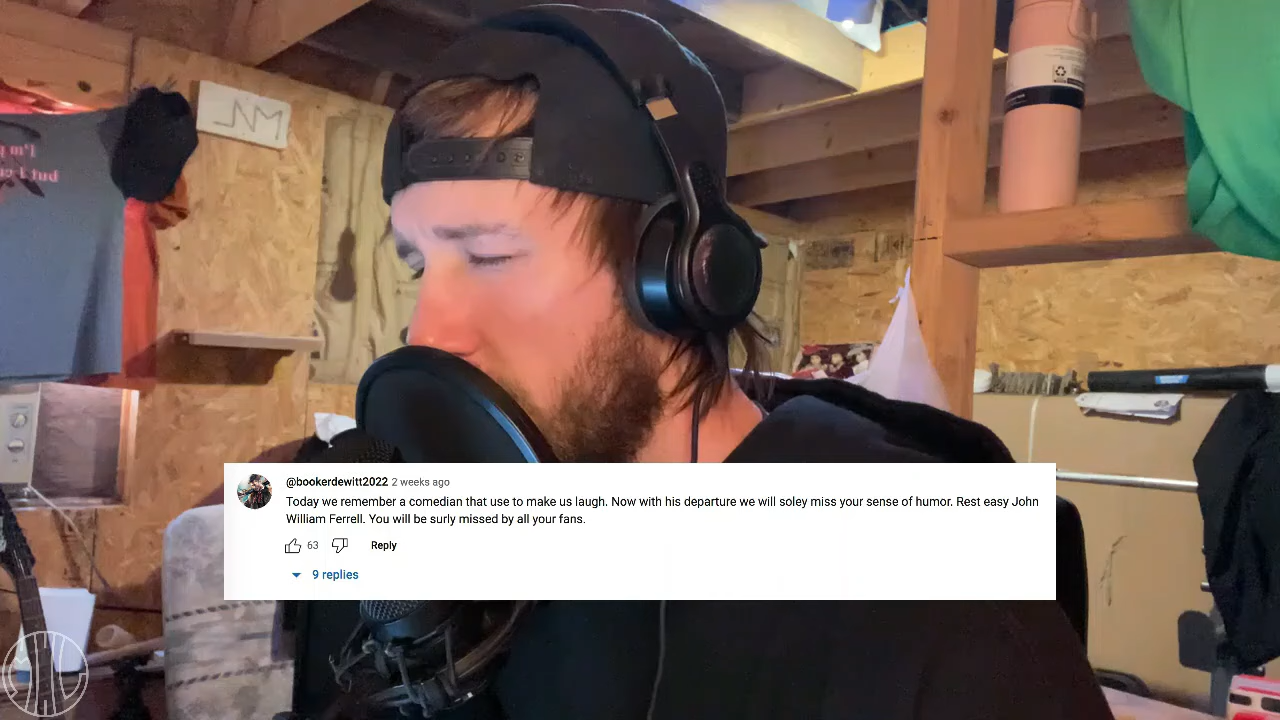 @bookerdewitt2022 2 weeks ago
Today we remember a comedian that use to make us laugh. Now with his departure we will soley miss your sense of humor. Rest easy John
William Ferrell. You will be surly missed by all your fans.
63 Reply
9 replies